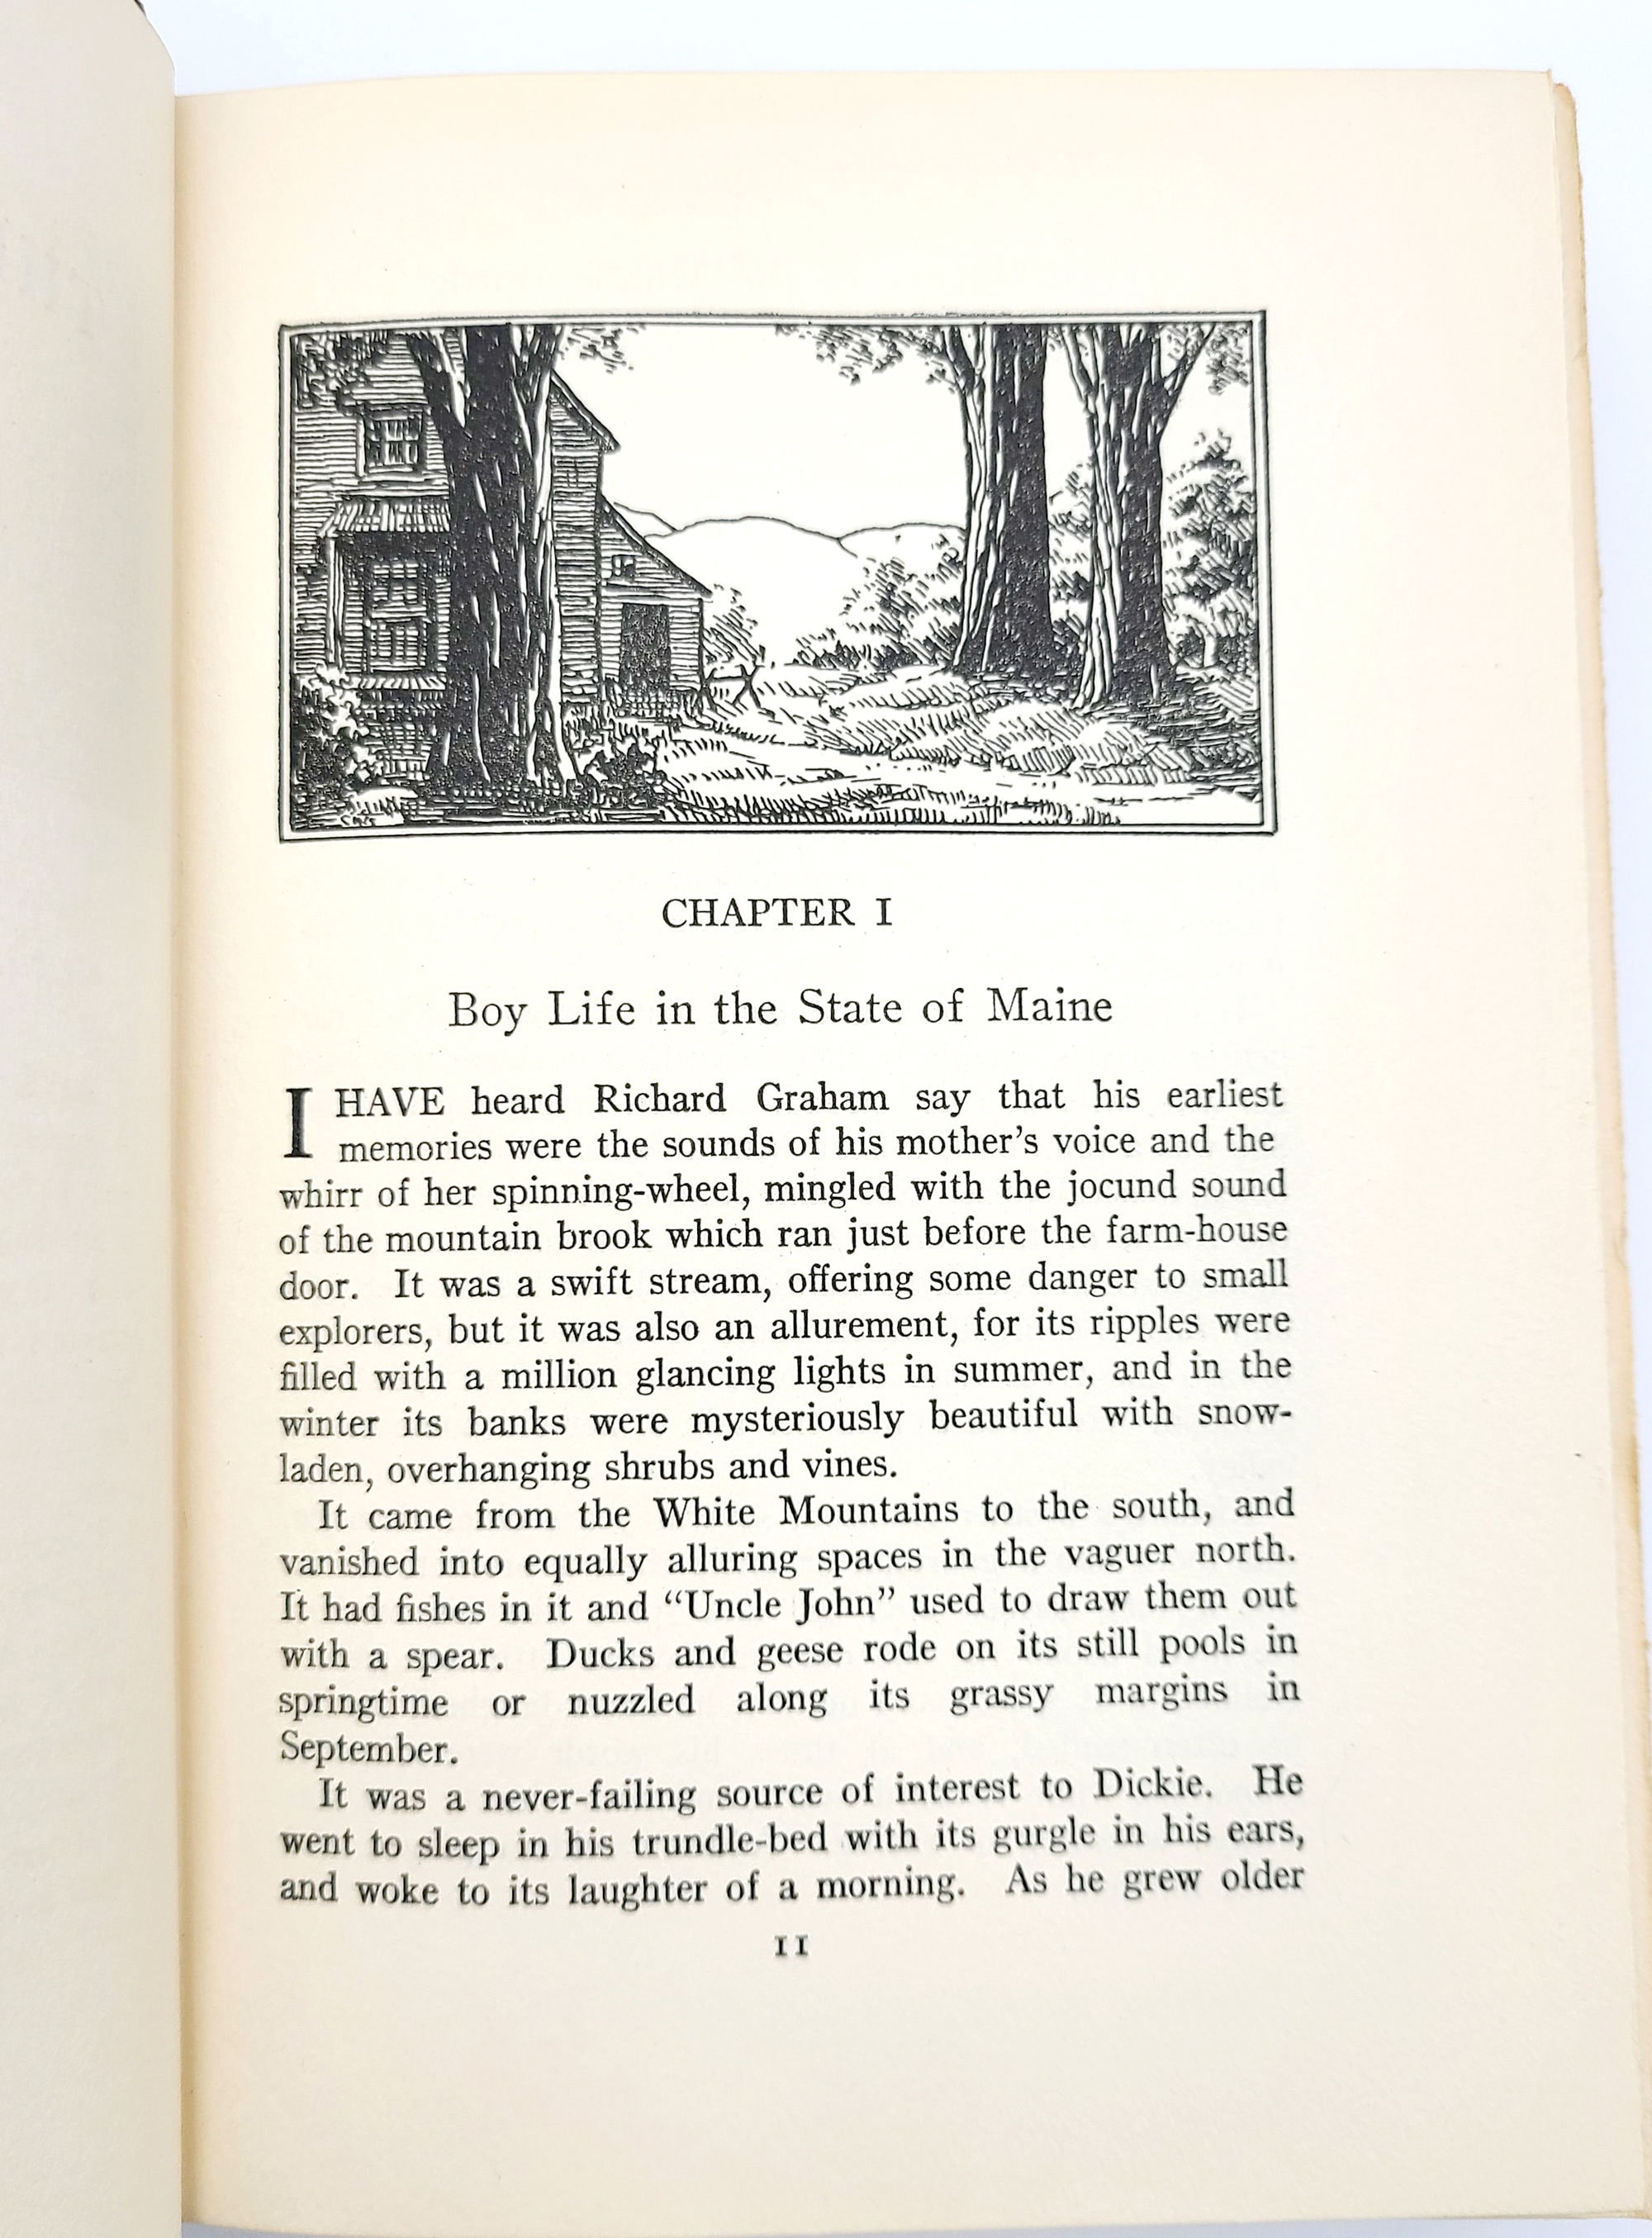 CHAPTER I
Boy Life in the State of Maine
I HAVE heard Richard Graham say that his earliest
memories were the sounds of his mother's voice and the
whirr of her spinning-wheel, mingled with the jocund sound
of the mountain brook which ran just before the farm-house
door. It was a swift stream, offering some danger to small
explorers, but it was also an allurement, for its ripples were
filled with a million glancing lights in summer, and in the
winter its banks were mysteriously beautiful with snow-
laden, overhanging shrubs and vines.
It came from the White Mountains to the south, and
vanished into equally alluring spaces in the vaguer north.
It had fishes in it and “Uncle John” used to draw them out
with a spear. Ducks and geese rode on its still pools in
springtime or nuzzled along its grassy margins in
September.
It was a never-failing source of interest to Dickie. He
went to sleep in his trundle-bed with its gurgle in his ears,
and woke to its laughter of a morning. As he grew older
11